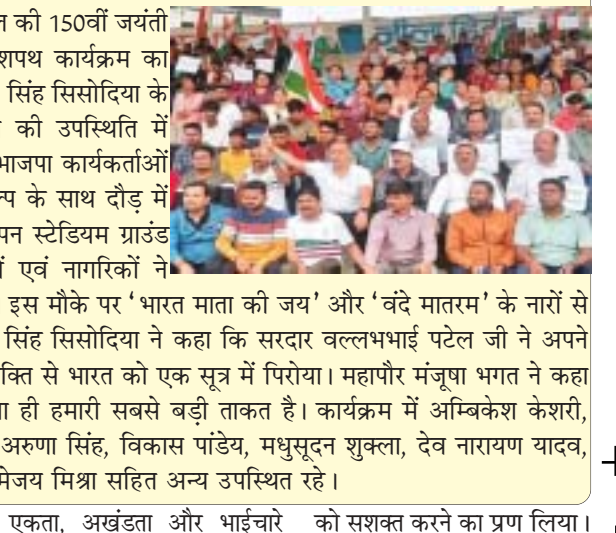 की 150वीं जयंती
शपथ कार्यक्रम का
सिंह सिसोदिया के
की उपस्थिति में
भाजपा कार्यकर्ताओं
के साथ दौड़ में
स्टेडियम ग्राउंड
एवं नागरिकों ने
इस मौके पर ‘भारत माता की जय’ और ‘वंदे मातरम’ के नारों से
सिंह सिसोदिया ने कहा कि सरदार वल्लभभाई पटेल जी ने अपने
से भारत को एक सूत्र में पिरोया। महापौर मंजूषा भगत ने कहा
ही हमारी सबसे बड़ी ताकत है। कार्यक्रम में अम्बिकेश केशरी,
अरुणा सिंह, विकास पांडेय, मधुसूदन शुक्ला, देव नारायण यादव,
मिश्रा सहित अन्य उपस्थित रहे।
एकता, अखंडता और भाईचारे को सशक्त करने का प्रण लिया।